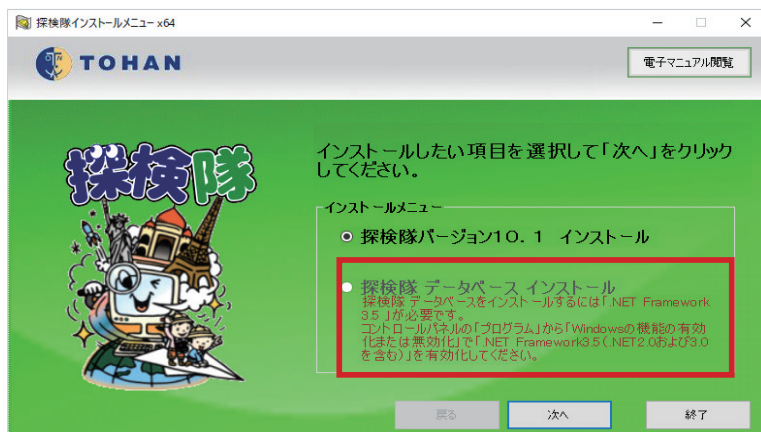 探検隊インストールメニュー x64
TOHAN
電子マニュアル閲覧
探検隊
インストールしたい項目を選択して「次へ」をクリック
してください。
インストールメニュー
探検隊バージョン10.1 インストール
探検隊 データベース インストール
探検隊 データベースをインストールするには「.NET Framework
3.5 」が必要です。
コントロールパネルの「プログラム」から「Windowsの機能の有効
化または無効化」で「.NET Framework3.5(.NET2.0および3.0
を含む)」を有効化してください。
戻る
次へ
終了